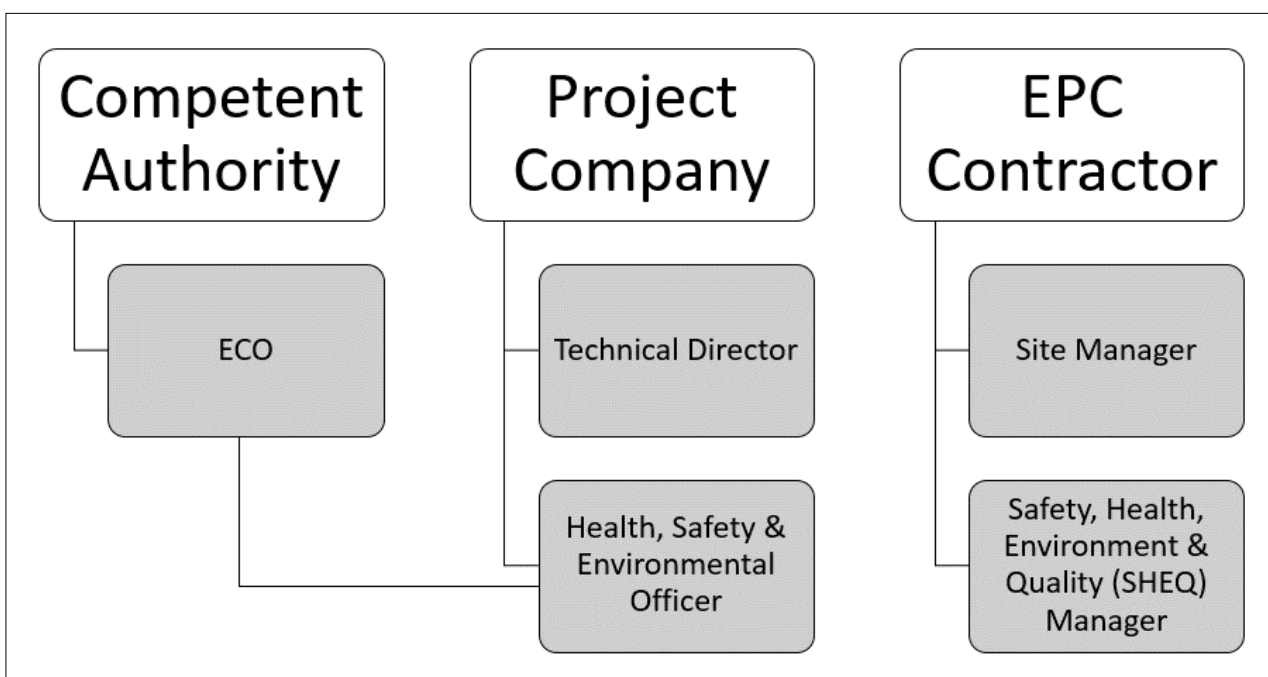 Competent
Authority
Project
Company
EPC
Contractor
ECO
Technical Director
Site Manager
Health, Safety &
Environmental
Officer
Safety, Health,
Environment &
Quality (SHEQ)
Manager